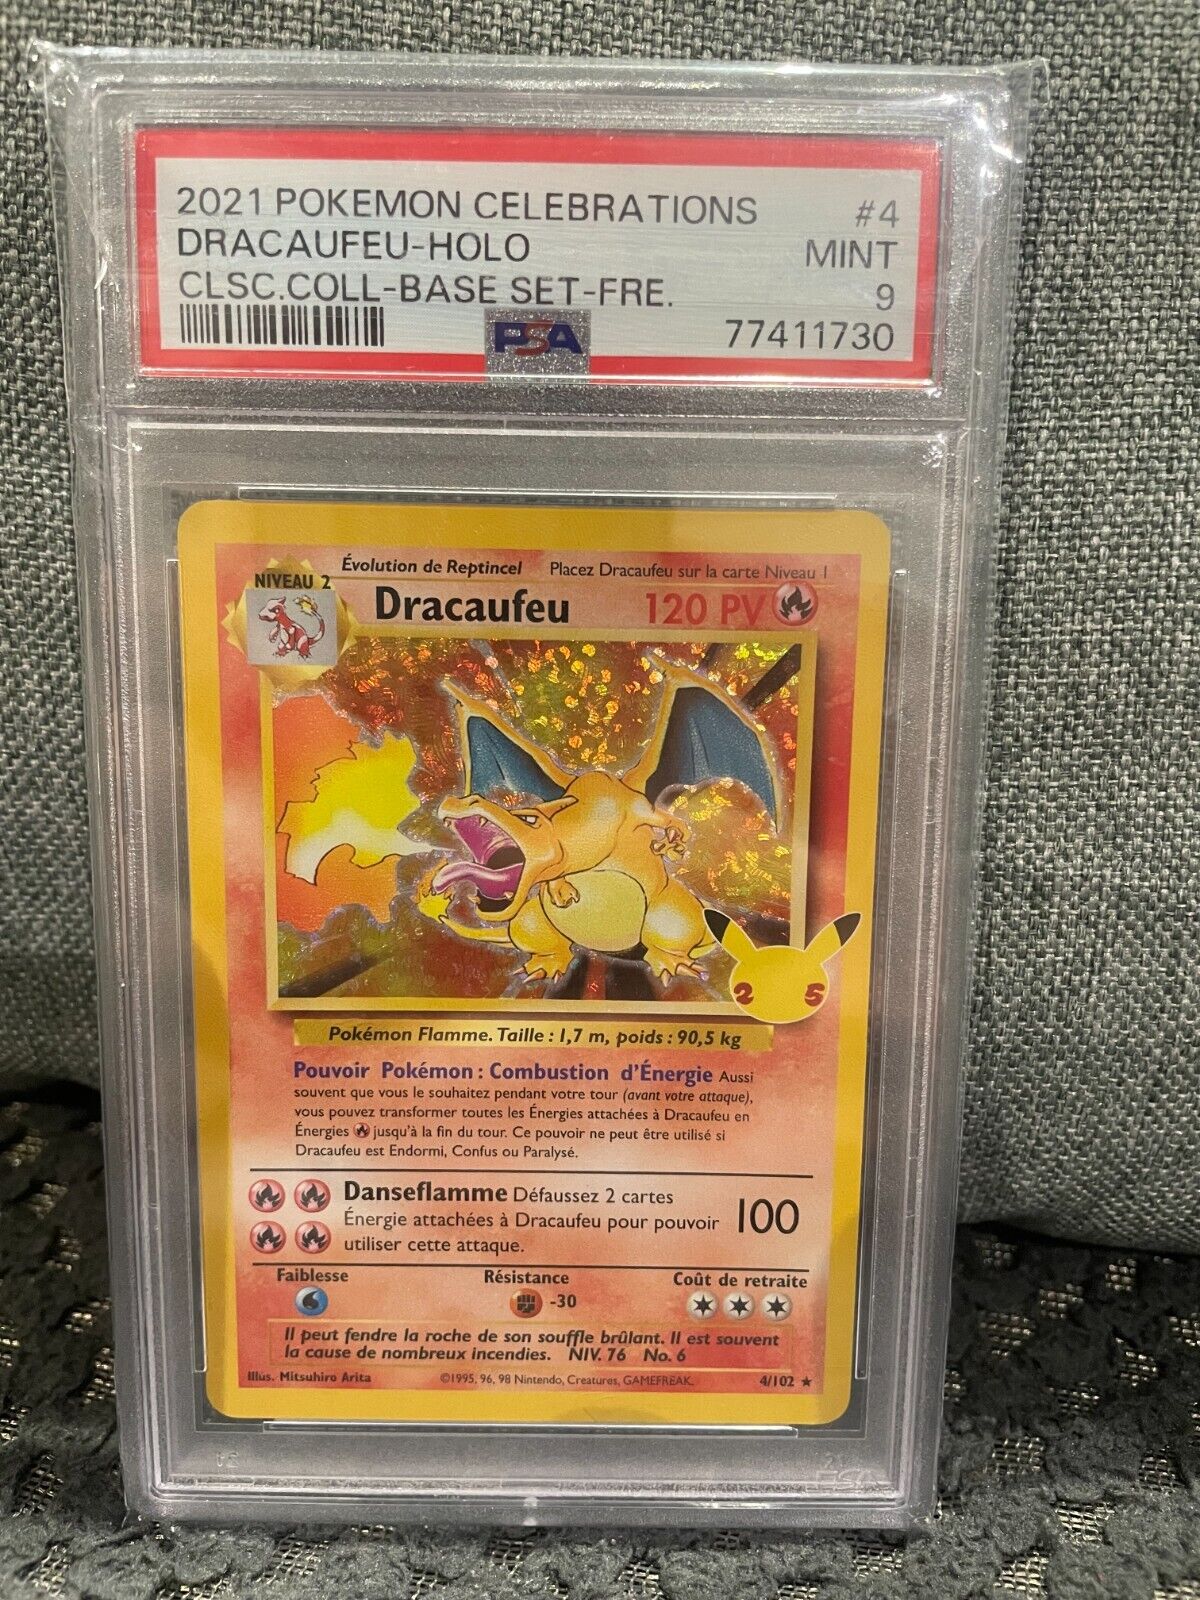 2021 POKEMON CELEBRATIONS #4
DRACAUFEU-HOLO MINT
CLSC.COLL-BASE SET-FRE. 9
PSA 77411730
Évolution de Reptincel Placez Dracaufeu sur la carte Niveau 1
NIVEAU 2
Dracaufeu 120 PV
25
Pokémon Flamme. Taille : 1,7 m, poids : 90,5 kg
Pouvoir Pokémon : Combustion d'Énergie Aussi
souvent que vous le souhaitez pendant votre tour (avant votre attaque),
vous pouvez transformer toutes les Énergies attachées à Dracaufeu en
Énergies jusqu'à la fin du tour. Ce pouvoir ne peut être utilisé si
Dracaufeu est Endormi, Confus ou Paralysé.
Danseflamme Défaussez 2 cartes
Énergie attachées à Dracaufeu pour pouvoir 100
utiliser cette attaque.
Faiblesse Résistance Coût de retraite
-30
Il peut fendre la roche de son souffle brûlant. Il est souvent
la cause de nombreux incendies. NIV. 76 No. 6
Illus. Mitsuhiro Arita ©1995, 96, 98 Nintendo, Creatures, GAMEFREAK. 4/102 ★